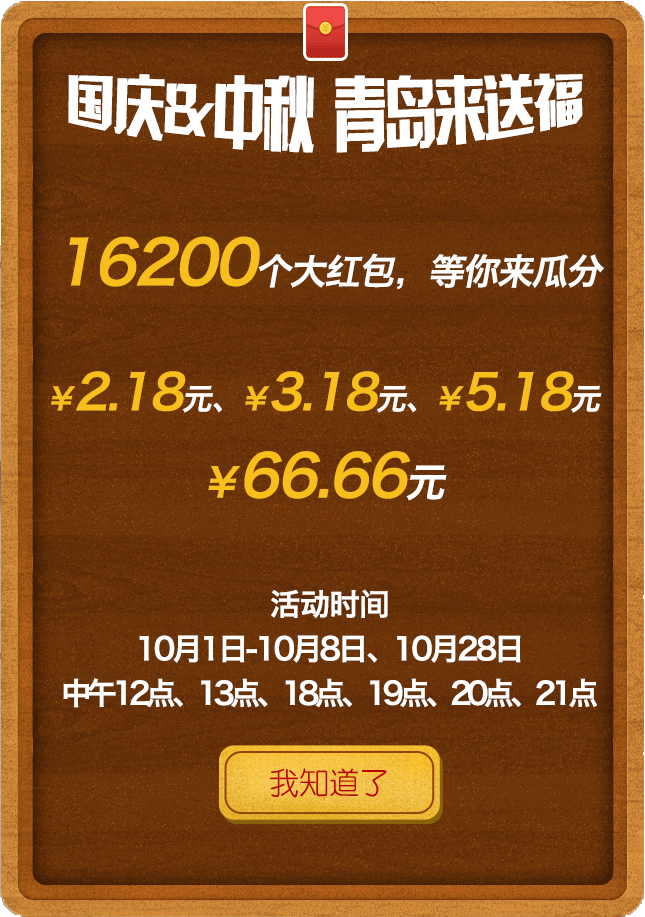 国庆&中秋 青岛来送福
16200个大红包，等你来瓜分
¥2.18元、¥3.18元、¥5.18元
¥66.66元
活动时间
10月1日-10月8日、10月28日
中午12点、13点、18点、19点、20点、21点
我知道了